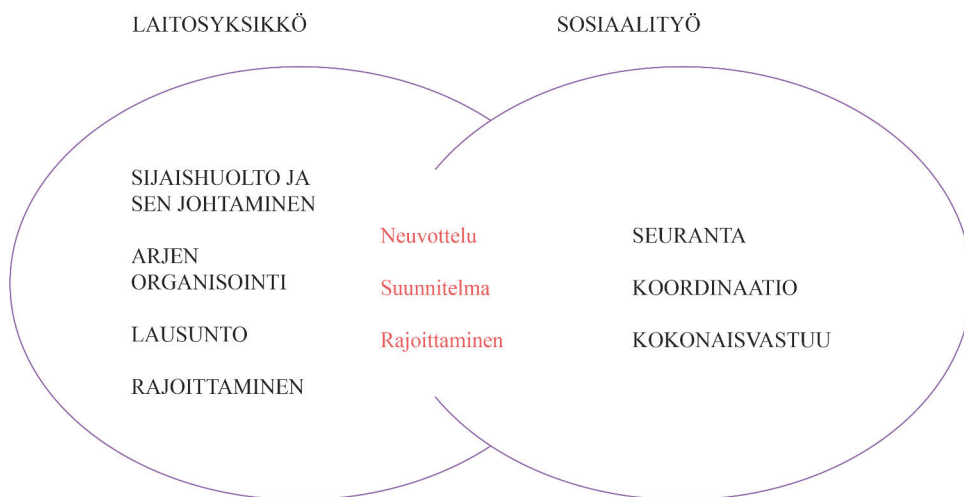 LAITOSYKSIKKÖ
SOSIAALITYÖ
SIJAISHUOLTO JA
SEN JOHTAMINEN
ARJEN
ORGANISOINTI
LAUSUNTO
RAJOITTAMINEN
Neuvottelu
Suunnitelma
Rajoittaminen
SEURANTA
KOORDINAATIO
KOKONAISVASTUU